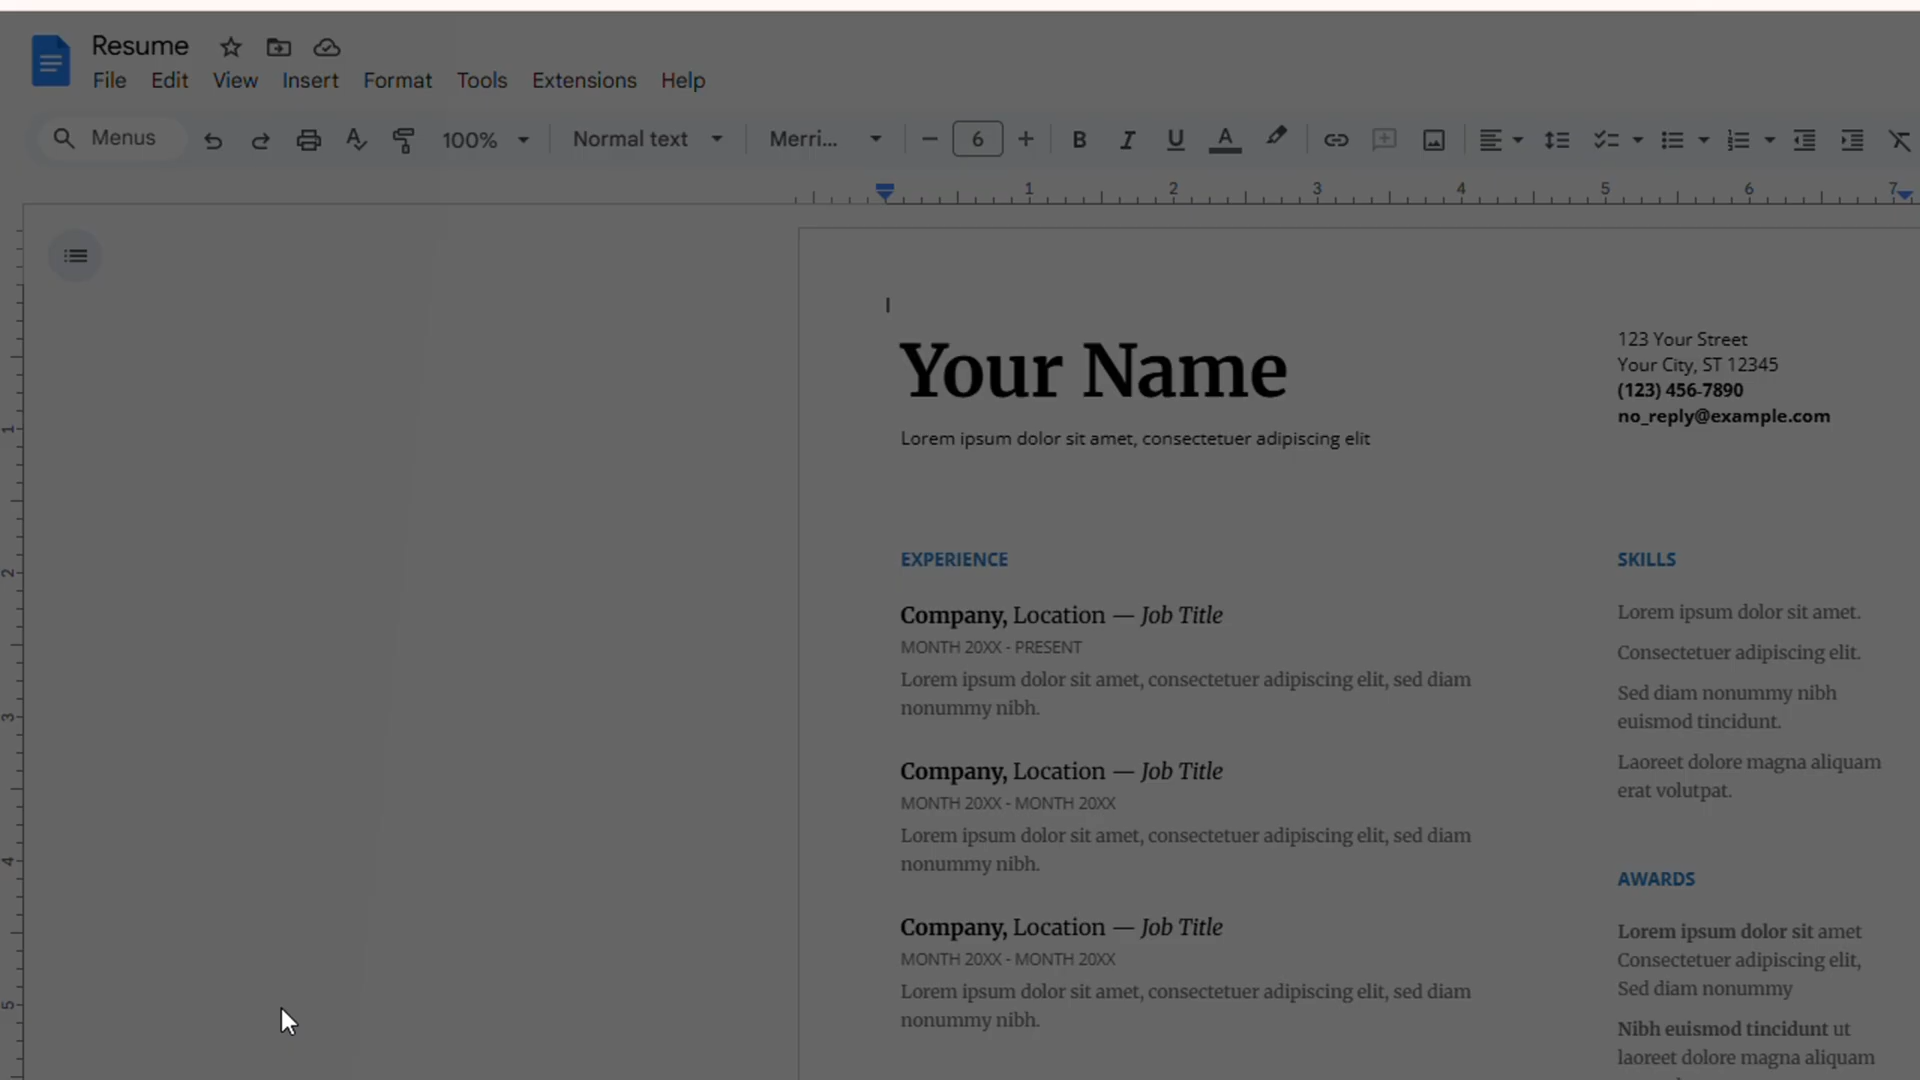 Resume
File Edit View Insert Format Tools Extensions Help
Menus 100% Normal text Merri... 6
1 2 3 4 5 6 7
Your Name
Lorem ipsum dolor sit amet, consectetuer adipiscing elit
123 Your Street
Your City, ST 12345
(123) 456-7890
no_reply@example.com
EXPERIENCE
Company, Location — Job Title
MONTH 20XX - PRESENT
Lorem ipsum dolor sit amet, consectetuer adipiscing elit, sed diam
nonummy nibh.
Company, Location — Job Title
MONTH 20XX - MONTH 20XX
Lorem ipsum dolor sit amet, consectetuer adipiscing elit, sed diam
nonummy nibh.
Company, Location — Job Title
MONTH 20XX - MONTH 20XX
Lorem ipsum dolor sit amet, consectetuer adipiscing elit, sed diam
nonummy nibh.
SKILLS
Lorem ipsum dolor sit amet.
Consectetuer adipiscing elit.
Sed diam nonummy nibh
euismod tincidunt.
Laoreet dolore magna aliquam
erat volutpat.
AWARDS
Lorem ipsum dolor sit amet
Consectetuer adipiscing elit,
Sed diam nonummy
Nibh euismod tincidunt ut
laoreet dolore magna aliquam
1
2
3
4
5